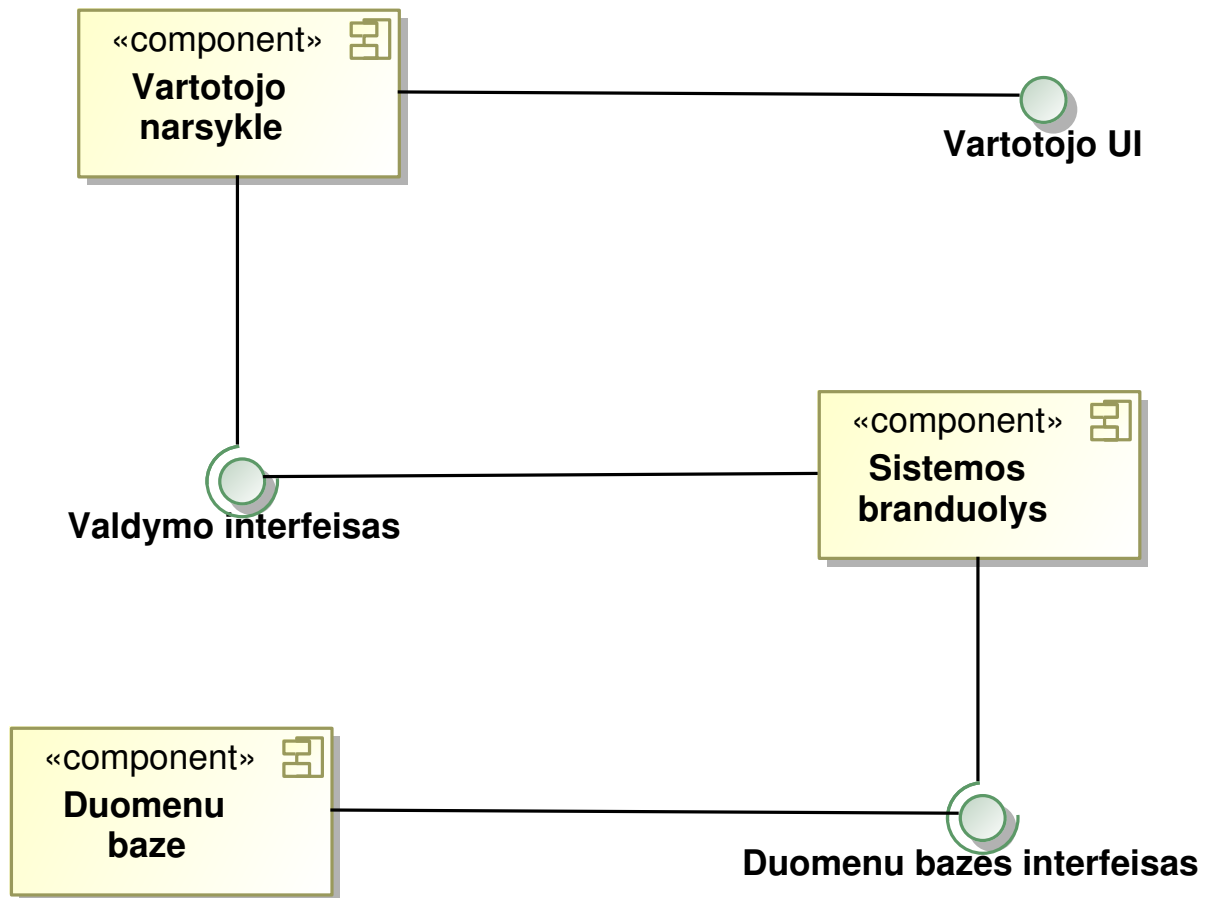 «component»
Vartotojo
narsykle
Vartotojo UI
«component»
Sistemos
branduolys
Valdymo interfeisas
«component»
Duomenu
baze
Duomenu bazes interfeisas